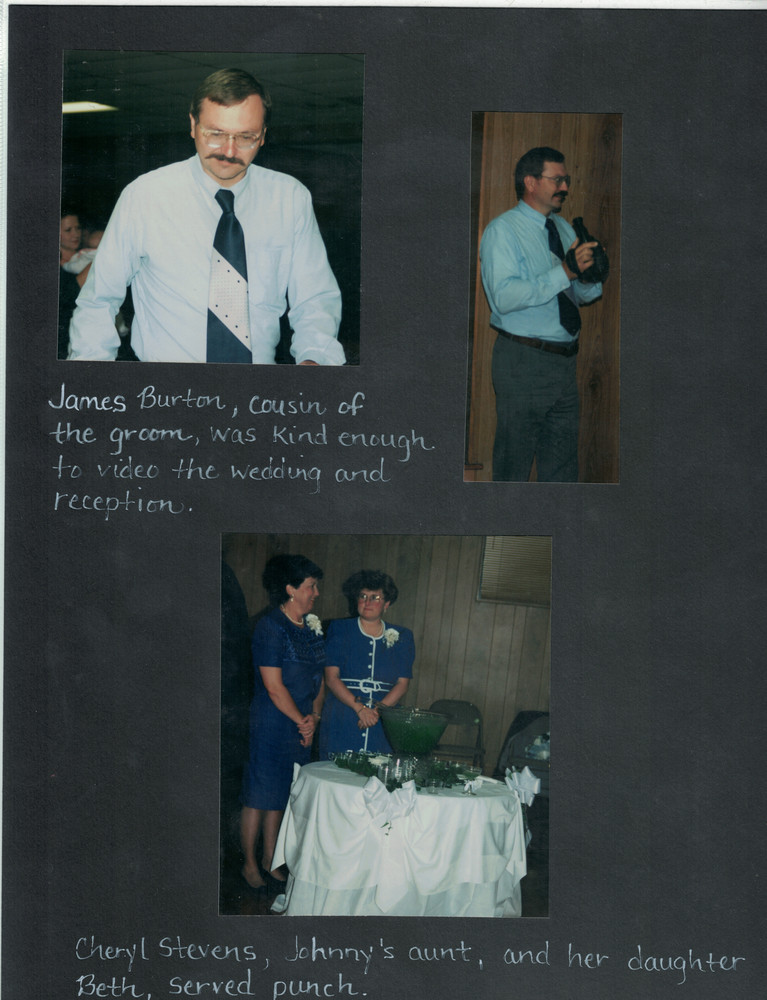 James Burton, cousin of
the groom, was kind enough
to video the wedding and
reception.
Cheryl Stevens, Johnny's aunt, and her daughter
Beth, served punch.